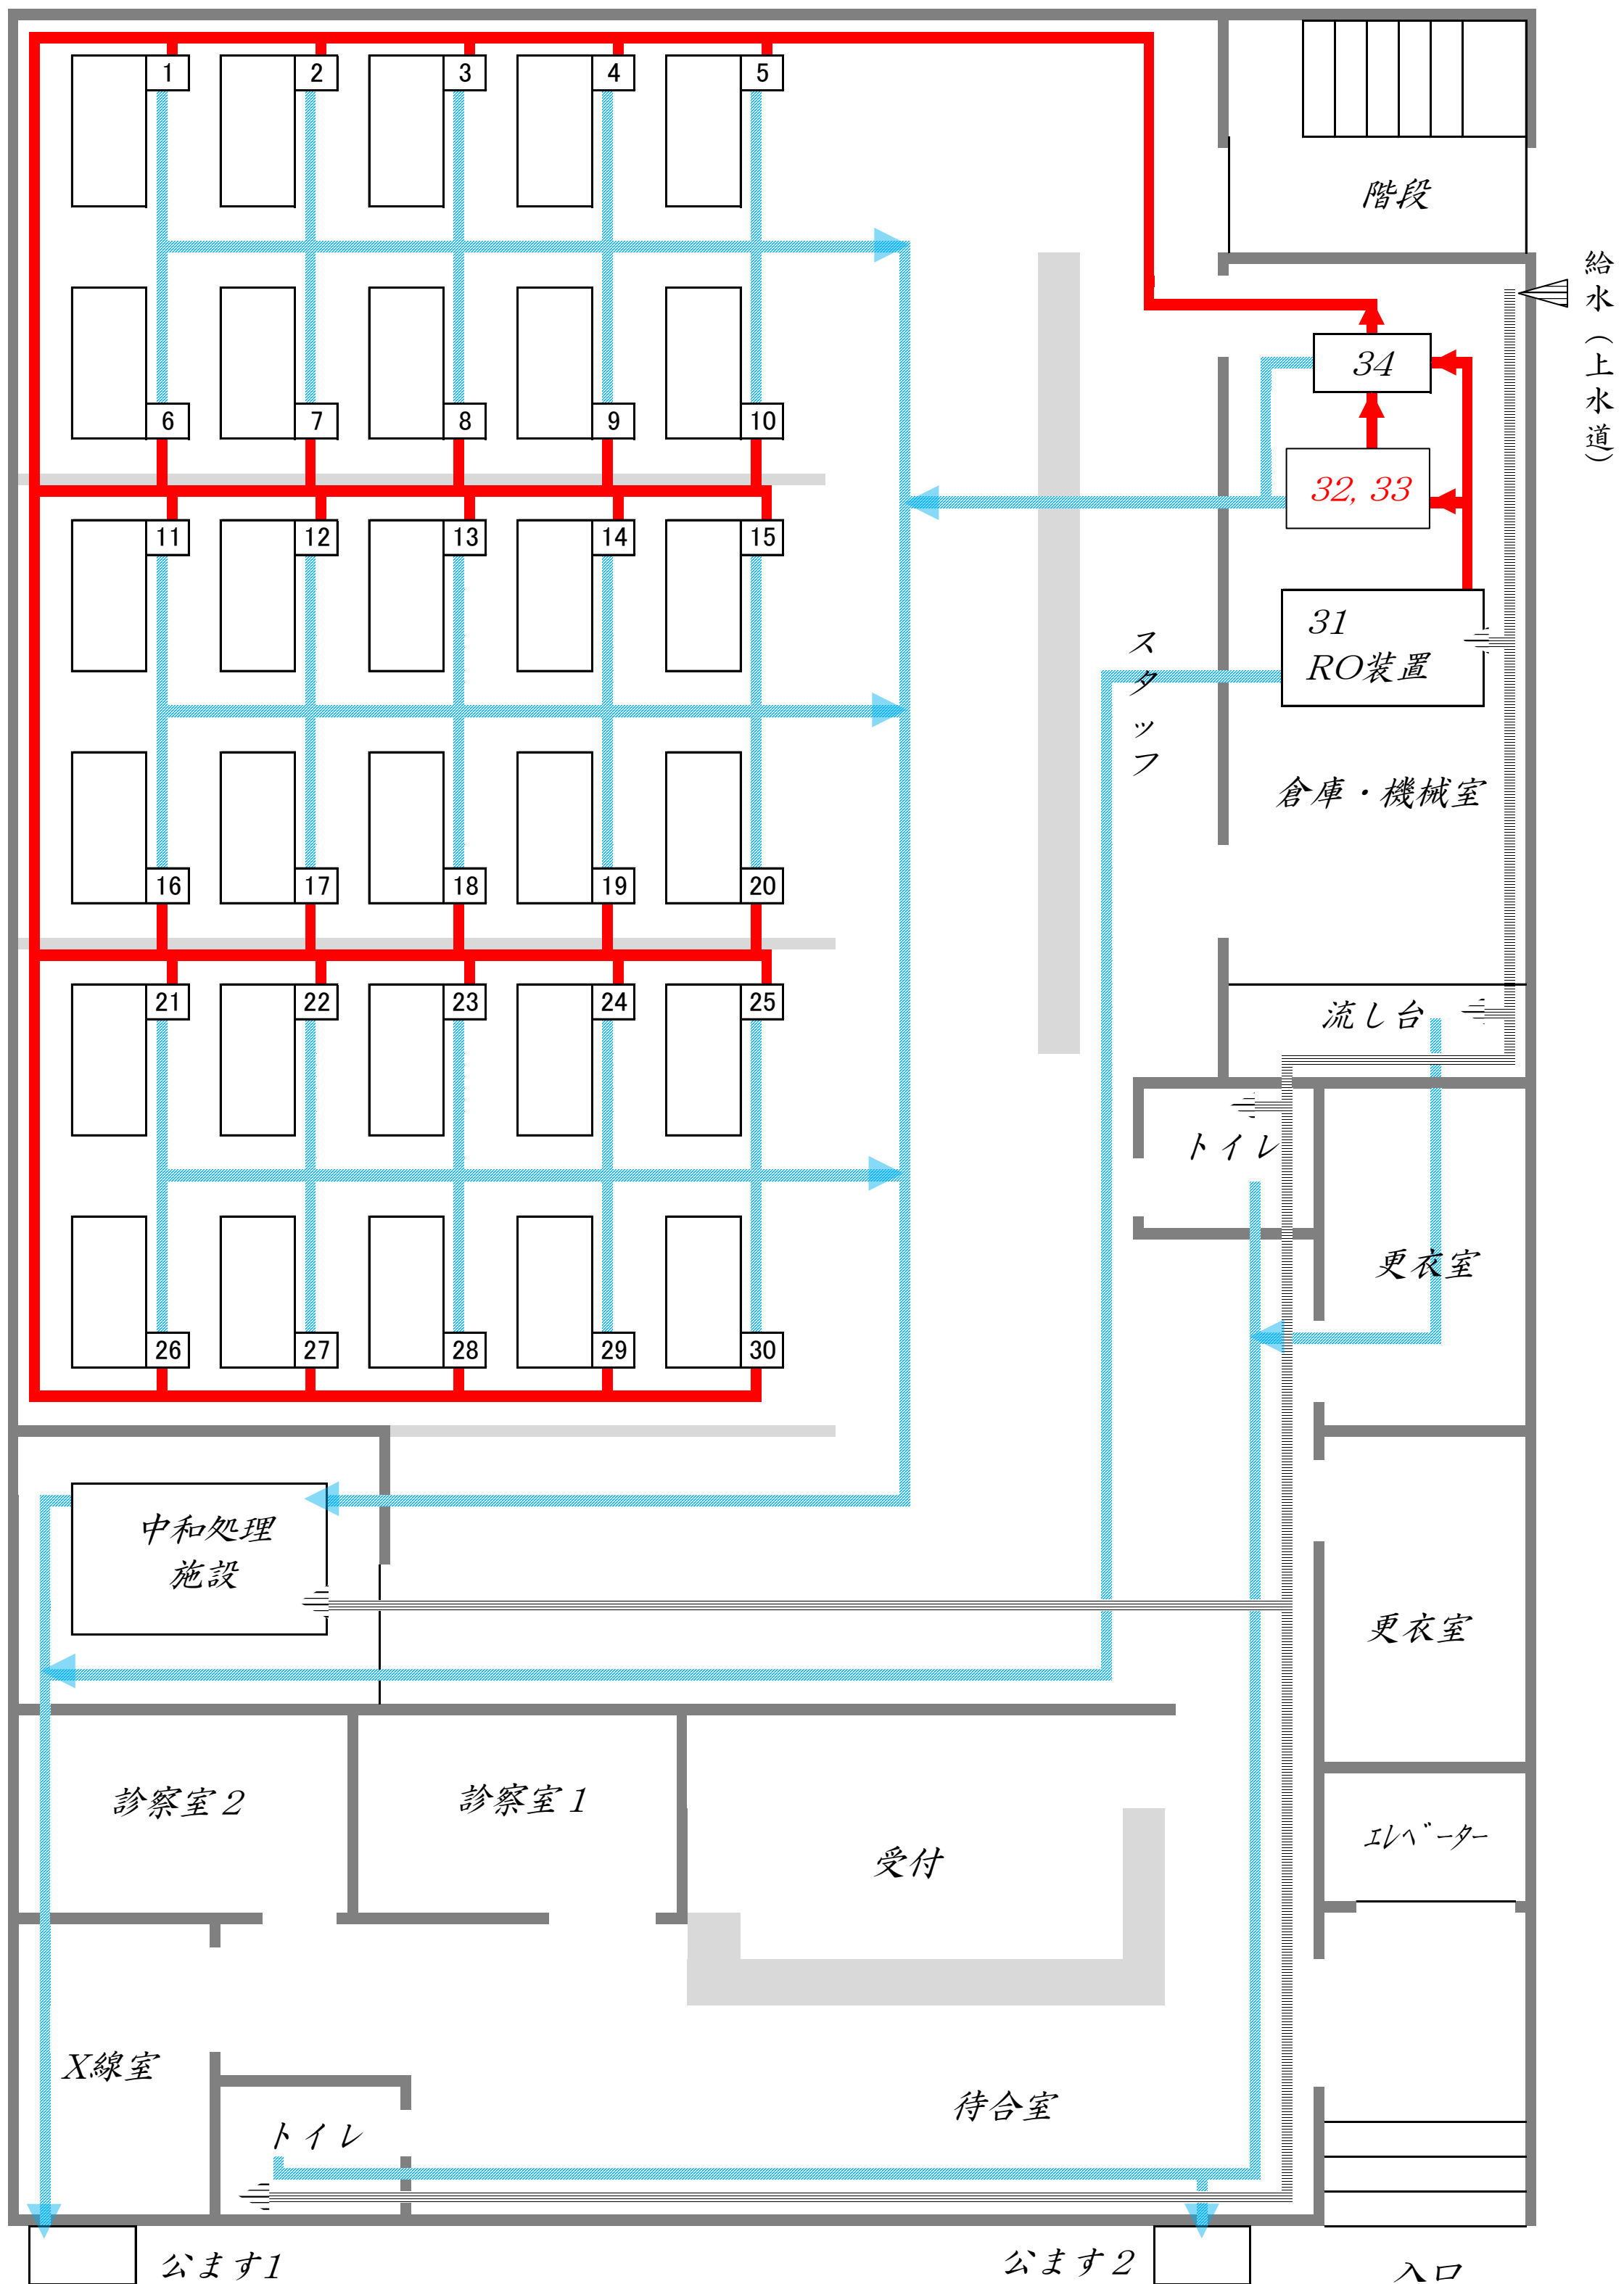 1
2
3
4
5
階段
給水(上水道)
34
6
7
8
9
10
32, 33
11
12
13
14
15
31
RO装置
スタッフ
倉庫・機械室
16
17
18
19
20
21
22
23
24
25
流し台
トイレ
更衣室
26
27
28
29
30
中和処理
施設
更衣室
診察室2
診察室1
受付
エレベーター
X線室
待合室
トイレ
公ます1
公ます2
入口